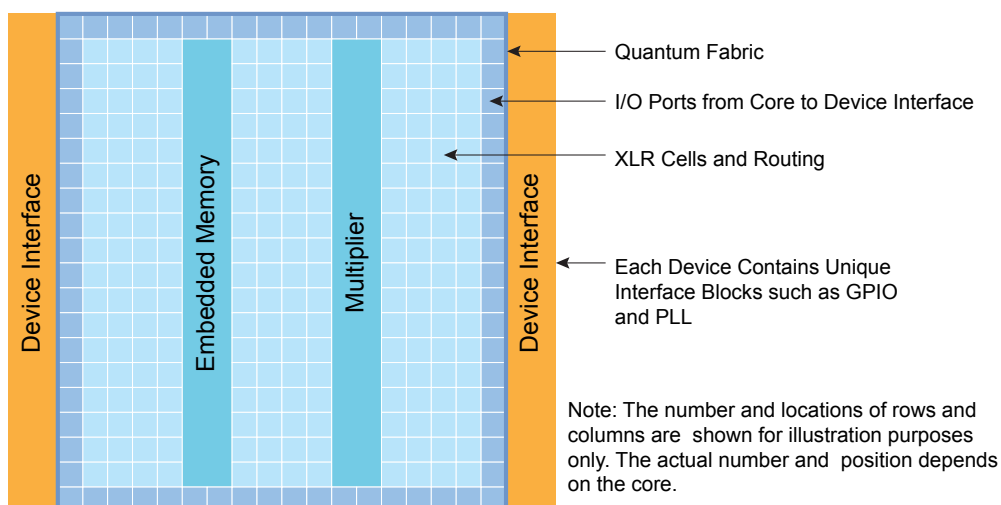 Device Interface
Embedded Memory
Multiplier
Device Interface
Quantum Fabric
I/O Ports from Core to Device Interface
XLR Cells and Routing
Each Device Contains Unique
Interface Blocks such as GPIO
and PLL
Note: The number and locations of rows and
columns are shown for illustration purposes
only. The actual number and position depends
on the core.